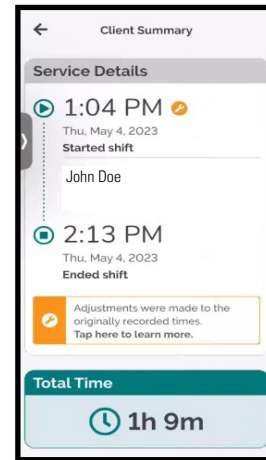 Client Summary
Service Details
1:04 PM
Thu, May 4, 2023
Started shift
John Doe
2:13 PM
Thu, May 4, 2023
Ended shift
Adjustments were made to the
originally recorded times.
Tap here to learn more.
Total Time
1h 9m